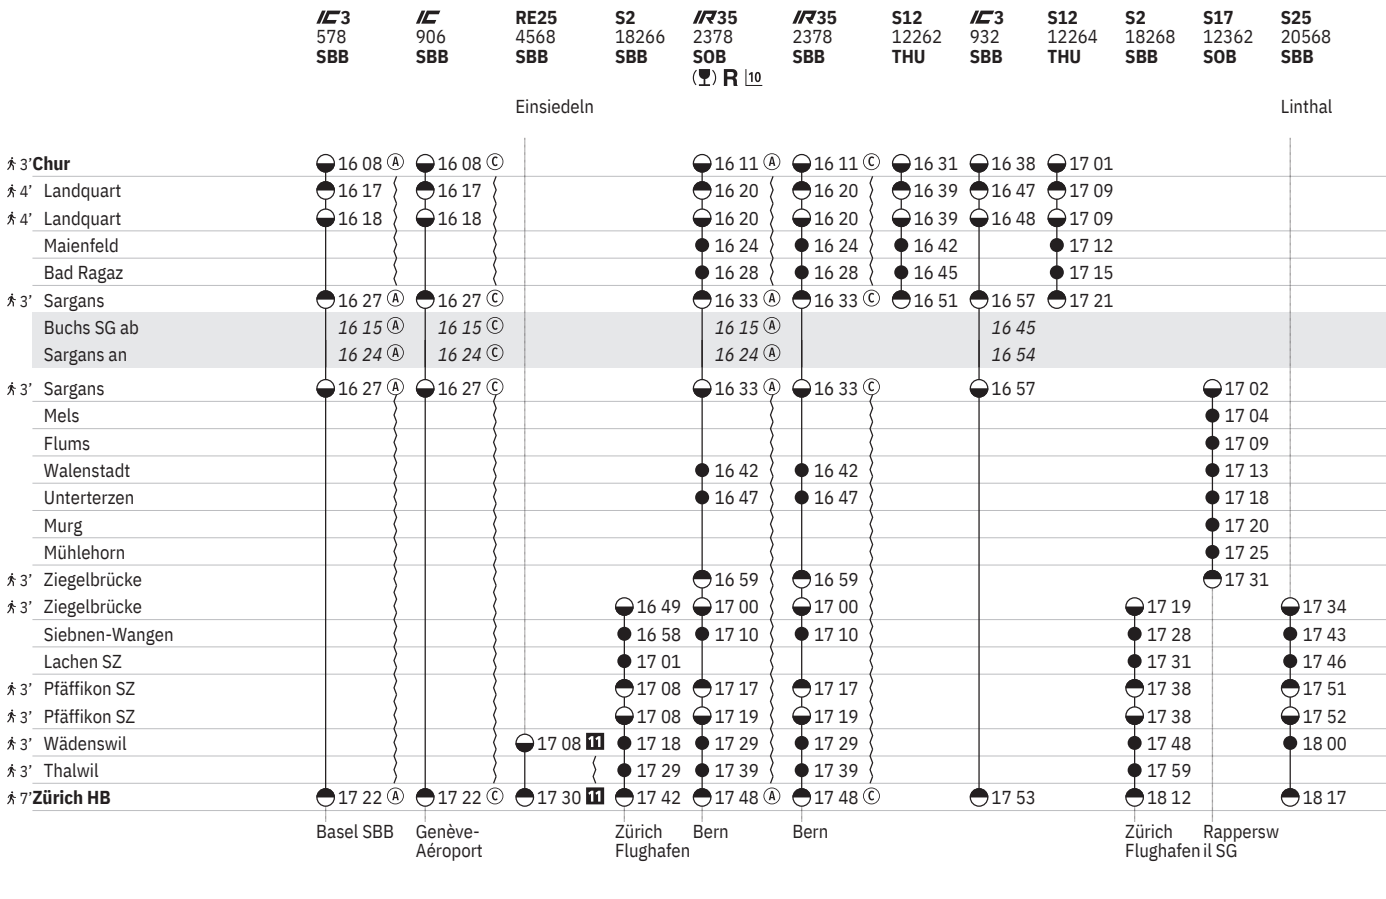 IC3 IC RE25 S2 IR35 IR35 S12 IC3 S12 S2 S17 S25
578 906 4568 18266 2378 2378 12262 932 12264 18268 12362 20568
SBB SBB SBB SBB SOB SBB THU SBB THU SBB SOB SBB
R 10
Einsiedeln Linthal
3’ Chur 16 08 A 16 08 C 16 11 A 16 11 C 16 31 16 38 17 01
4’ Landquart 16 17 16 17 16 20 16 20 16 39 16 47 17 09
4’ Landquart 16 18 16 18 16 20 16 20 16 39 16 48 17 09
Maienfeld 16 24 16 24 16 42 17 12
Bad Ragaz 16 28 16 28 16 45 17 15
3’ Sargans 16 27 A 16 27 C 16 33 A 16 33 C 16 51 16 57 17 21
Buchs SG ab 16 15 A 16 15 C 16 15 A 16 45
Sargans an 16 24 A 16 24 C 16 24 A 16 54
3’ Sargans 16 27 A 16 27 C 16 33 A 16 33 C 16 57 17 02
Mels 17 04
Flums 17 09
Walenstadt 16 42 16 42 17 13
Unterterzen 16 47 16 47 17 18
Murg 17 20
Mühlehorn 17 25
3’ Ziegelbrücke 16 59 16 59 17 31
3’ Ziegelbrücke 16 49 17 00 17 00 17 19 17 34
Siebnen-Wangen 16 58 17 10 17 10 17 28 17 43
Lachen SZ 17 01 17 31 17 46
3’ Pfäffikon SZ 17 08 17 17 17 17 17 38 17 51
3’ Pfäffikon SZ 17 08 17 19 17 19 17 38 17 52
3’ Wädenswil 17 08 11 17 18 17 29 17 29 17 48 18 00
3’ Thalwil 17 29 17 39 17 39 17 59
7’ Zürich HB 17 22 A 17 22 C 17 30 11 17 42 17 48 A 17 48 C 17 53 18 12 18 17
Basel SBB Genève- Zürich Bern Bern Zürich Rappersw
Aéroport Flughafen Flughafen il SG